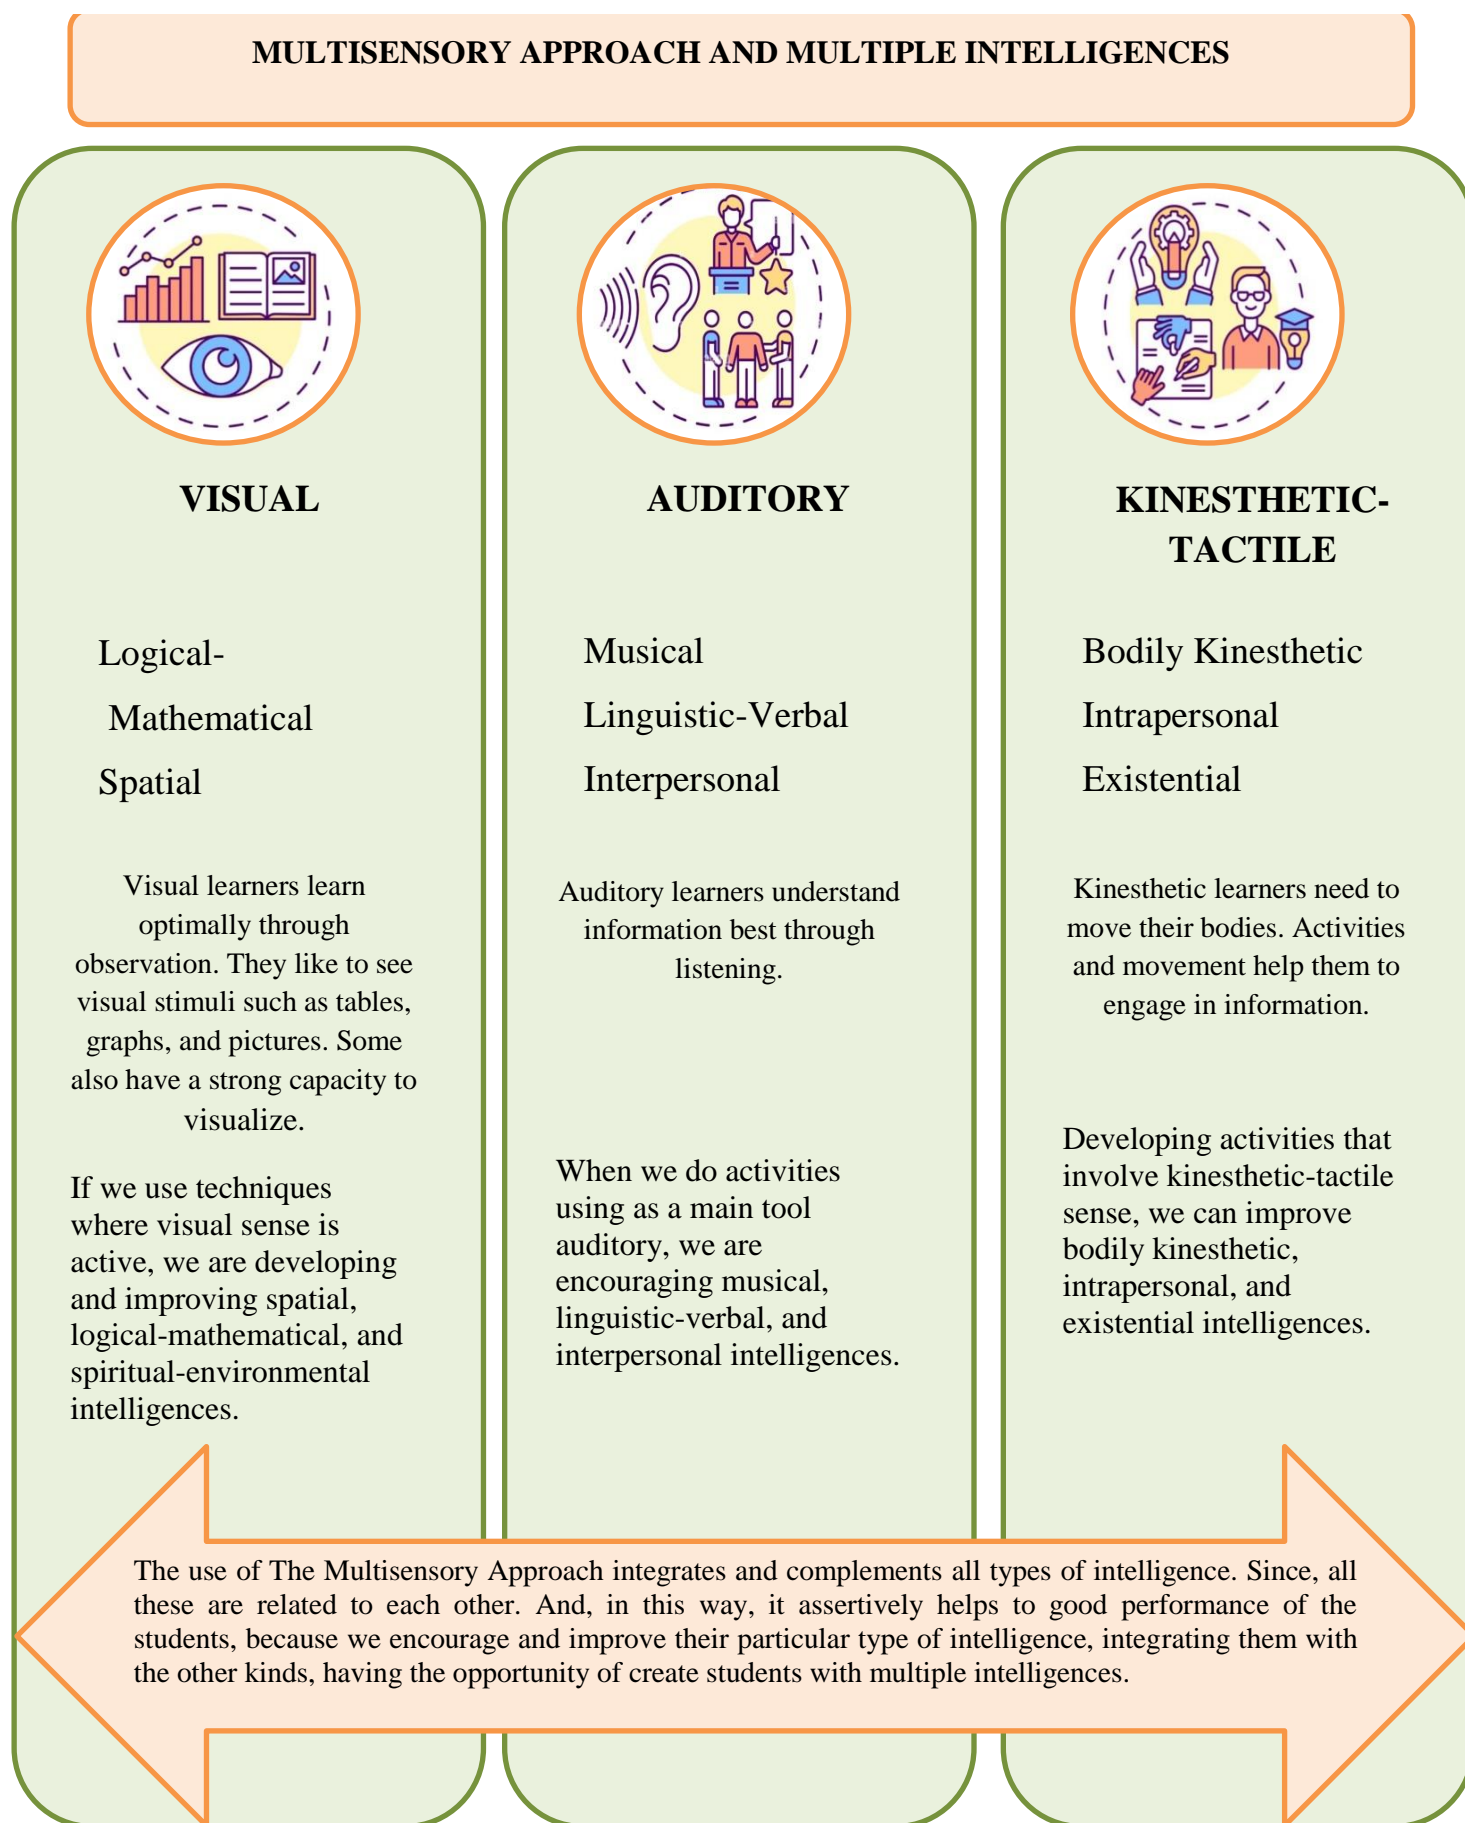 MULTISENSORY APPROACH AND MULTIPLE INTELLIGENCES
VISUAL
Logical-
Mathematical
Spatial
Visual learners learn
optimally through
observation. They like to see
visual stimuli such as tables,
graphs, and pictures. Some
also have a strong capacity to
visualize.
If we use techniques
where visual sense is
active, we are developing
and improving spatial,
logical-mathematical, and
spiritual-environmental
intelligences.
AUDITORY
Musical
Linguistic-Verbal
Interpersonal
Auditory learners understand
information best through
listening.
When we do activities
using as a main tool
auditory, we are
encouraging musical,
linguistic-verbal, and
interpersonal intelligences.
KINESTHETIC-
TACTILE
Bodily Kinesthetic
Intrapersonal
Existential
Kinesthetic learners need to
move their bodies. Activities
and movement help them to
engage in information.
Developing activities that
involve kinesthetic-tactile
sense, we can improve
bodily kinesthetic,
intrapersonal, and
existential intelligences.
The use of The Multisensory Approach integrates and complements all types of intelligence. Since, all
these are related to each other. And, in this way, it assertively helps to good performance of the
students, because we encourage and improve their particular type of intelligence, integrating them with
the other kinds, having the opportunity of create students with multiple intelligences.